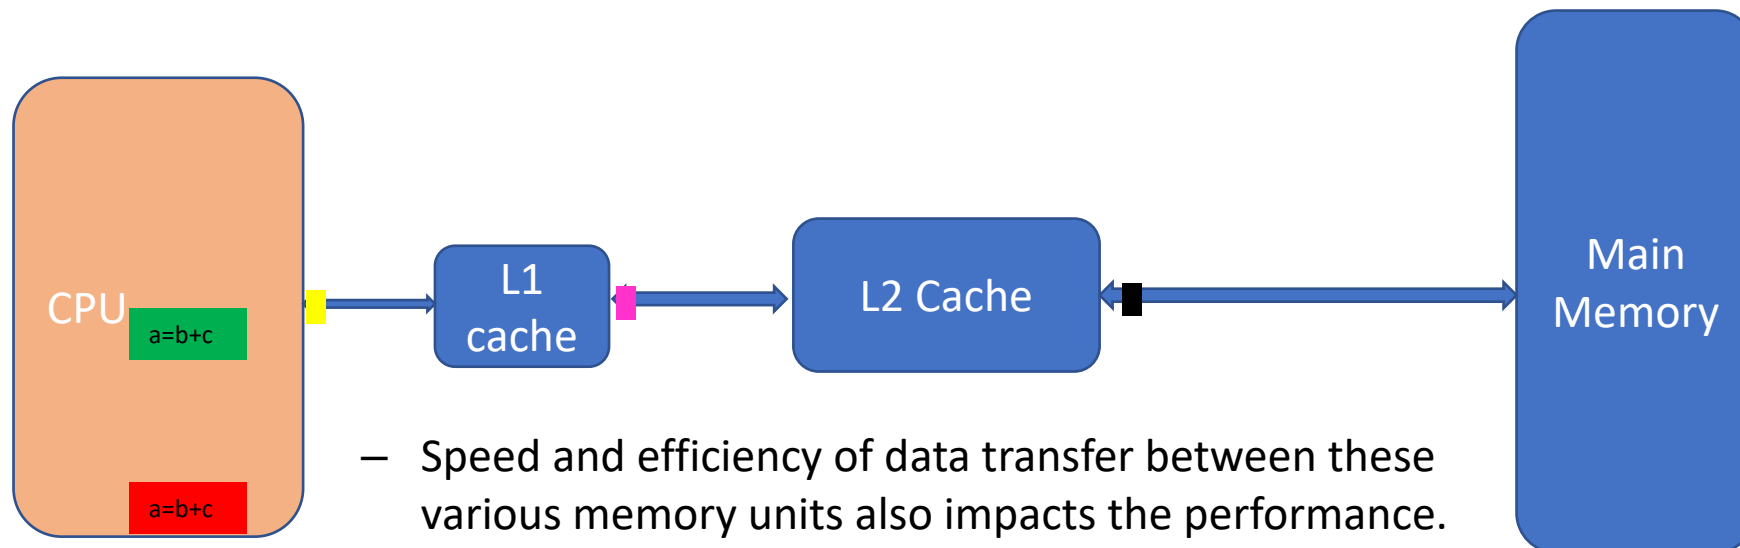 CPU
a=b+c
a=b+c
L1
cache
L2 Cache
Main
Memory
– Speed and efficiency of data transfer between these
various memory units also impacts the performance.